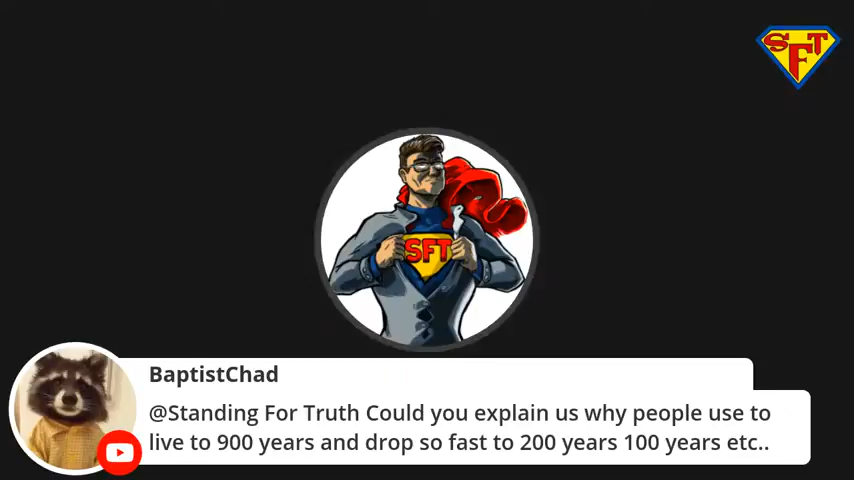 SFT
SFT
BaptistChad
@Standing For Truth Could you explain us why people use to
live to 900 years and drop so fast to 200 years 100 years etc..